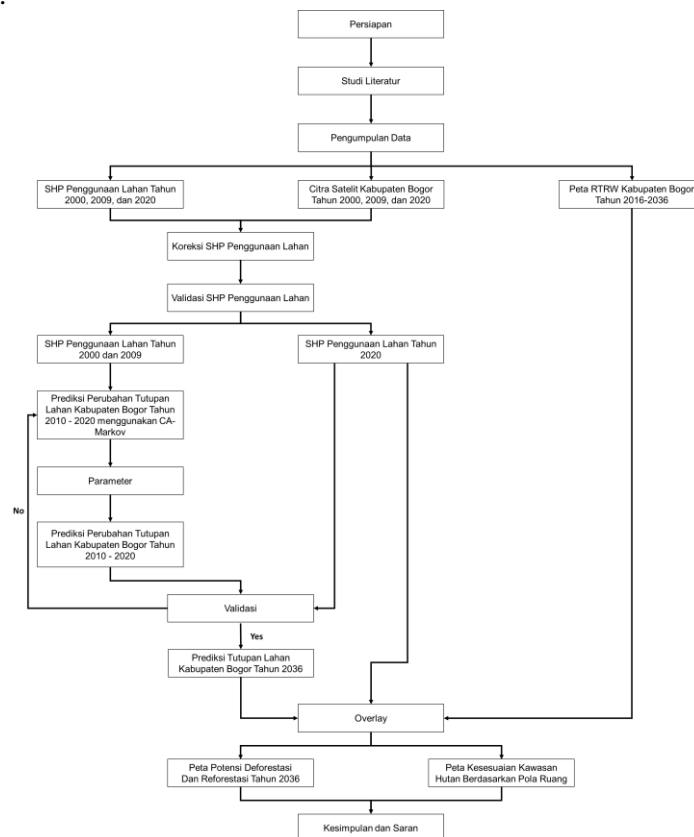 Persiapan
Studi Literatur
Pengumpulan Data
SHP Penggunaan Lahan Tahun
2000, 2009, dan 2020
Citra Satelit Kabupaten Bogor
Tahun 2000, 2009, dan 2020
Peta RTRW Kabupaten Bogor
Tahun 2016-2036
Koreksi SHP Penggunaan Lahan
Validasi SHP Penggunaan Lahan
SHP Penggunaan Lahan Tahun
2000 dan 2009
SHP Penggunaan Lahan Tahun
2020
Prediksi Perubahan Tutupan
Lahan Kabupaten Bogor Tahun
2010 - 2020 menggunakan CA-
Markov
Parameter
No
Prediksi Perubahan Tutupan
Lahan Kabupaten Bogor Tahun
2010 - 2020
Validasi
Yes
Prediksi Tutupan Lahan
Kabupaten Bogor Tahun 2036
Overlay
Peta Potensi Deforestasi
Dan Reforestasi Tahun 2036
Peta Kesesuaian Kawasan
Hutan Berdasarkan Pola Ruang
Kesimpulan dan Saran